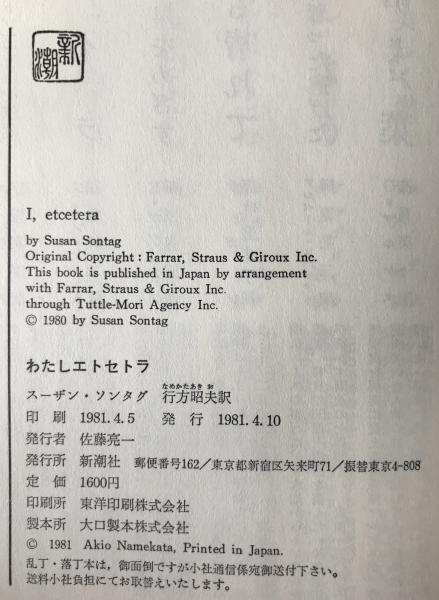 新潮
I, etcetera
by Susan Sontag
Original Copyright : Farrar, Straus & Giroux Inc.
This book is published in Japan by arrangement
with Farrar, Straus & Giroux Inc.
through Tuttle-Mori Agency Inc.
© 1980 by Susan Sontag
わたしエトセトラ
なめかたあき お
スーザン・ソンタグ 行方昭夫訳
印 刷 1981.4.5 発 行 1981.4.10
発行者 佐藤亮一
発行所 新潮社 郵便番号162/東京都新宿区矢来町71/振替東京4-808
定 価 1600円
印刷所 東洋印刷株式会社
製本所 大口製本株式会社
© 1981 Akio Namekata, Printed in Japan.
乱丁・落丁本は，御面倒ですが小社通信係宛御送付下さい。
送料小社負担にてお取替えいたします。